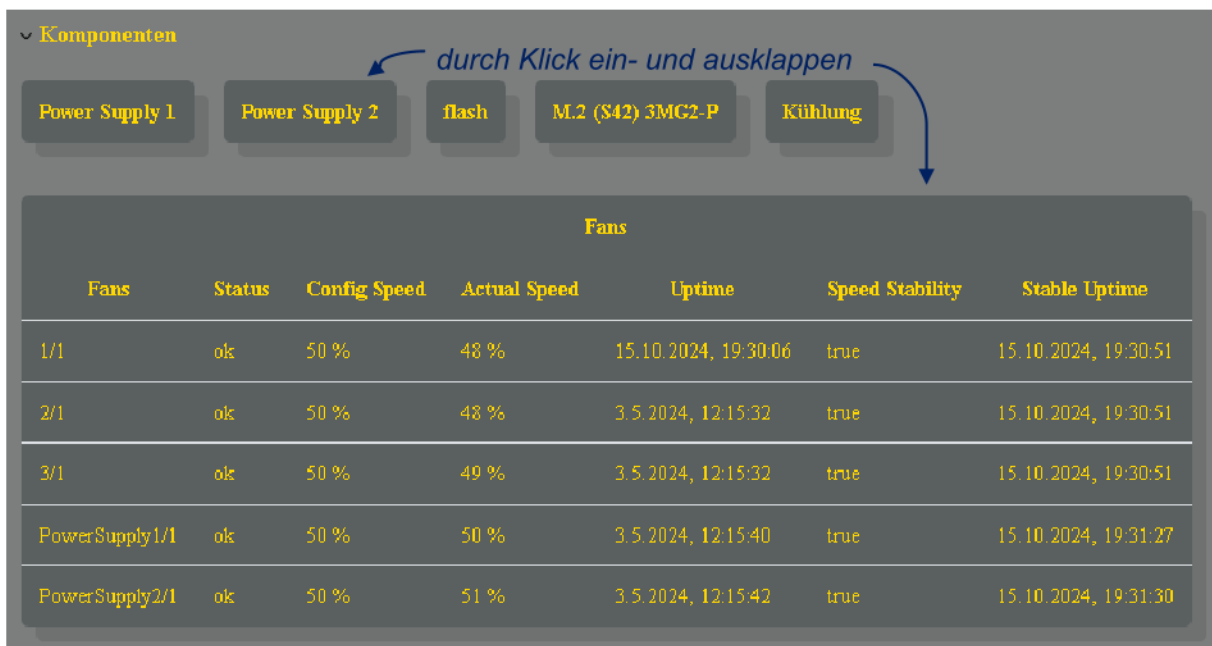 Komponenten
durch Klick ein- und ausklappen
Power Supply 1 Power Supply 2 flash M.2 (S42) 3MG2-P Kühlung
Fans
Fans Status Config Speed Actual Speed Uptime Speed Stability Stable Uptime
1/1 ok 50 % 48 % 15.10.2024, 19:30:06 true 15.10.2024, 19:30:51
2/1 ok 50 % 48 % 3.5.2024, 12:15:32 true 15.10.2024, 19:30:51
3/1 ok 50 % 49 % 3.5.2024, 12:15:32 true 15.10.2024, 19:30:51
PowerSupply1/1 ok 50 % 50 % 3.5.2024, 12:15:40 true 15.10.2024, 19:31:27
PowerSupply2/1 ok 50 % 51 % 3.5.2024, 12:15:42 true 15.10.2024, 19:31:30